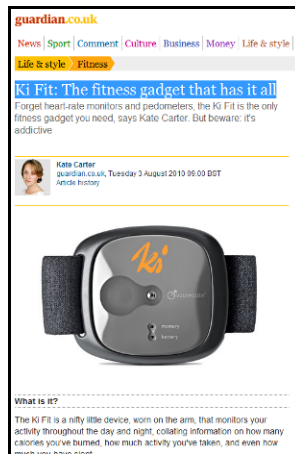 guardian.co.uk
News Sport Comment Culture Business Money Life & style
Life & style Fitness
Ki Fit: The fitness gadget that has it all
Forget heart-rate monitors and pedometers, the Ki Fit is the only
fitness gadget you need, says Kate Carter. But beware: it's
addictive
Kate Carter
guardian.co.uk, Tuesday 3 August 2010 09.00 BST
Article history
Ki
memory
battery
What is it?
The Ki Fit is a nifty little device, worn on the arm, that monitors your
activity throughout the day and night, collating information on how many
calories you've burned, how much activity you've taken, and even how
much you have slept